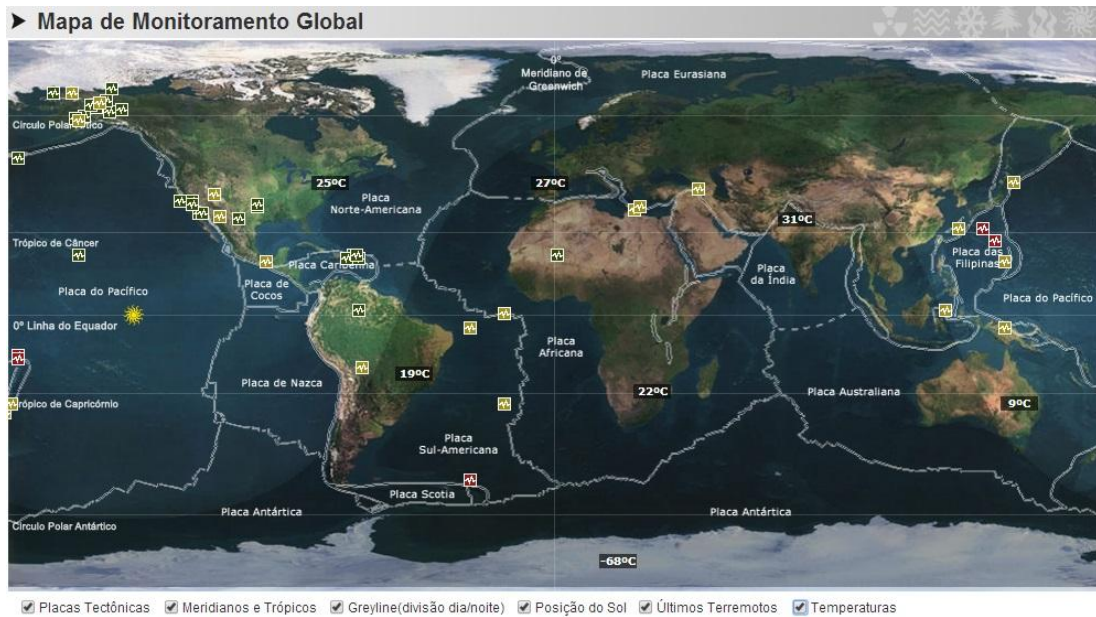 Mapa de Monitoramento Global
0º
Meridiano de
Greenwich
Placa Eurasiana
Circulo Polar Ártico
25ºC
27ºC
Placa
Norte-Americana
31ºC
Trópico de Câncer
Placa Caribenha
Placa das
Filipinas
Placa do Pacífico
Placa de
Cocos
Placa
da Índia
Placa do Pacífico
0º Linha do Equador
Placa
Africana
Placa de Nazca
19ºC
22ºC
Placa Australiana
9ºC
Trópico de Capricórnio
Placa
Sul-Americana
Placa Scotia
Placa Antártica
Placa Antártica
Circulo Polar Antártico
-68ºC
Placas Tectônicas
Meridianos e Trópicos
Greyline(divisão dia/noite)
Posição do Sol
Últimos Terremotos
Temperaturas